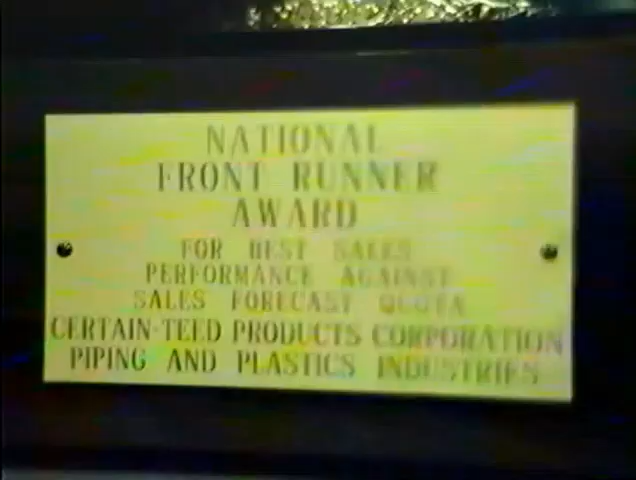 NATIONAL
FRONT RUNNER
AWARD
FOR BEST SALES
PERFORMANCE AGAINST
SALES FORECAST QUOTA
CERTAIN-TEED PRODUCTS CORPORATION
PIPING AND PLASTICS INDUSTRIES